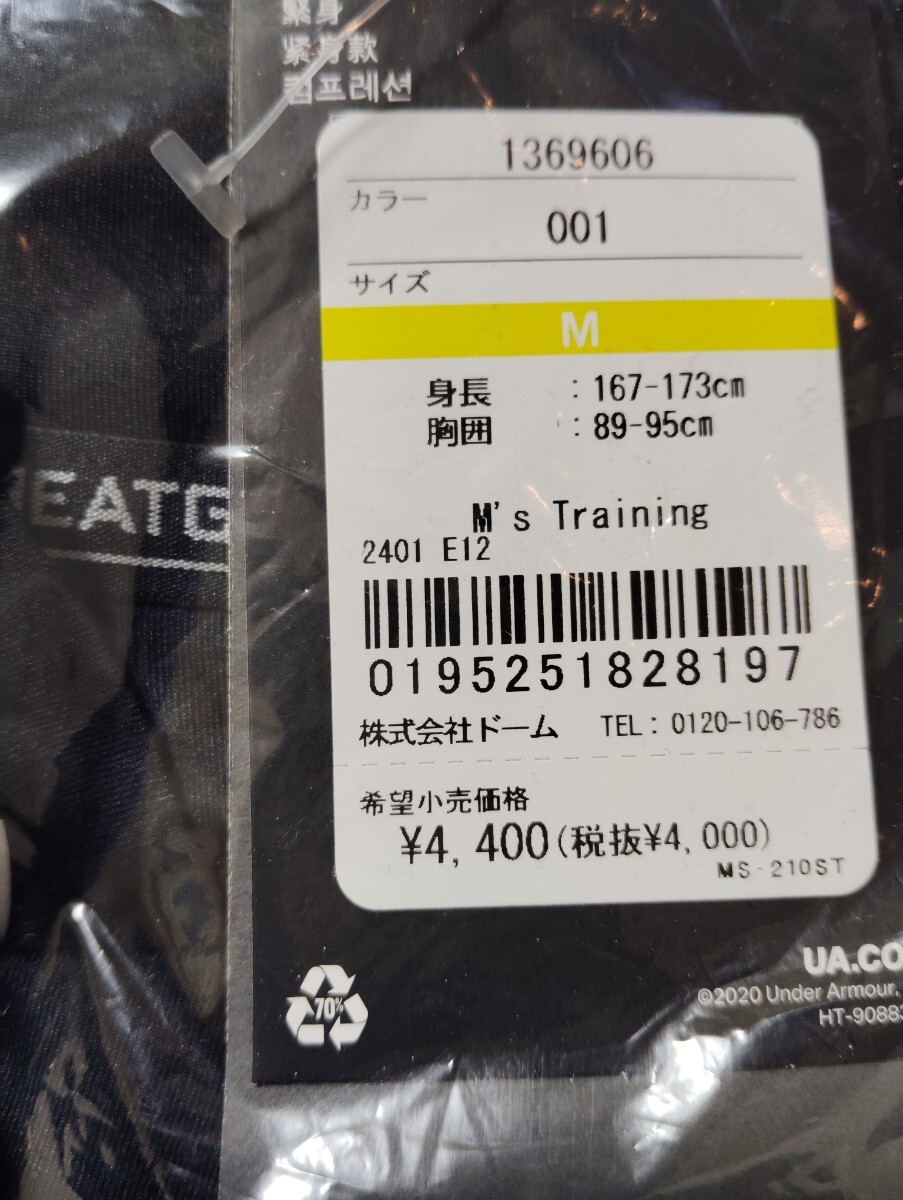 緊身
紧身款
컴프레션
1369606
カラー
001
サイズ
M
身長 : 167-173cm
胸囲 : 89-95cm
M's Training
2401 E12
0195251828197
株式会社ドーム TEL: 0120-106-786
希望小売価格
¥4,400(税抜¥4,000)
MS-210ST
EATG
70%
UA.CO
©2020 Under Armour,
HT-9088